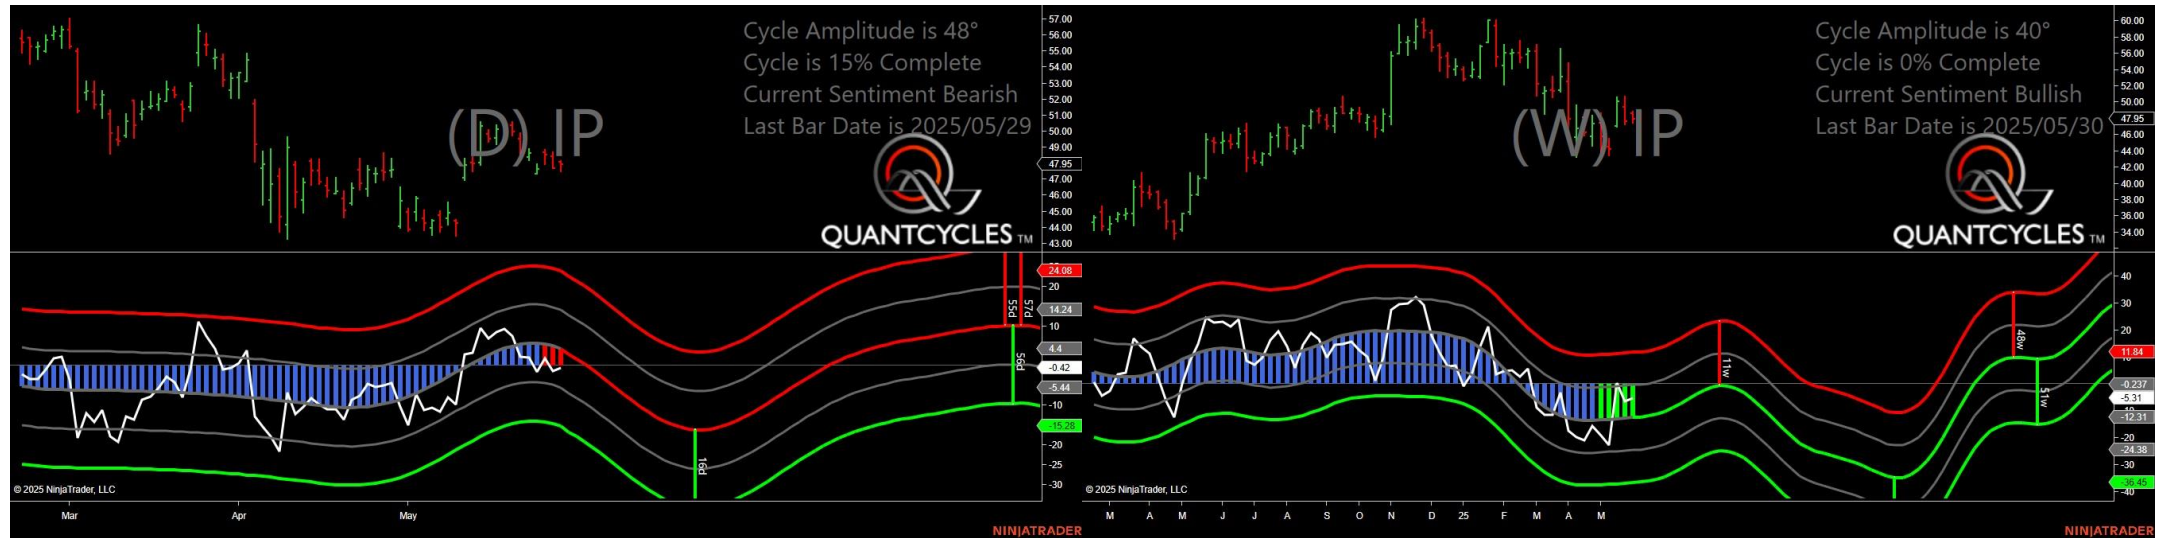 Cycle Amplitude is 48°
Cycle is 15% Complete
Current Sentiment Bearish
Last Bar Date is 2025/05/29
(D) IP
QUANTCYCLES TM
57.00
56.00
55.00
54.00
53.00
52.00
51.00
50.00
49.00
47.95
47.00
46.00
45.00
44.00
43.00
24.08
20
14.24
10
4.4
-0.42
-5.44
-10
-15.28
-20
-25
-30
55d
57d
56d
16d
© 2025 NinjaTrader, LLC
Mar Apr May
NINJATRADER
Cycle Amplitude is 40°
Cycle is 0% Complete
Current Sentiment Bullish
Last Bar Date is 2025/05/30
(W) IP
QUANTCYCLES TM
60.00
58.00
56.00
54.00
52.00
50.00
47.95
46.00
44.00
42.00
40.00
38.00
36.00
34.00
40
30
20
11.84
-0.237
-5.31
-12.31
-20
-24.38
-30
-36.45
-40
11w
48w
51w
© 2025 NinjaTrader, LLC
M A M J J A S O N D 25 F M A M
NINJATRADER